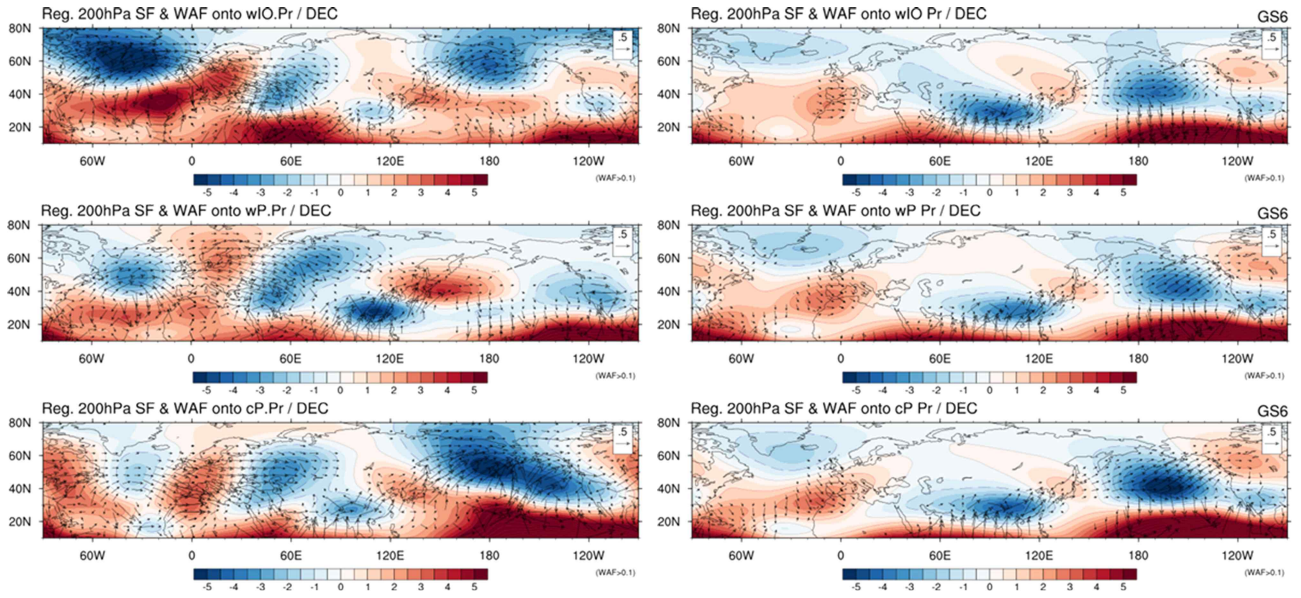 Reg. 200hPa SF & WAF onto wIO.Pr / DEC
.5
80N
60N
40N
20N
60W 0 60E 120E 180 120W
-5 -4 -3 -2 -1 0 1 2 3 4 5
(WAF>0.1)
Reg. 200hPa SF & WAF onto wIO Pr / DEC GS6
.5
80N
60N
40N
20N
60W 0 60E 120E 180 120W
-5 -4 -3 -2 -1 0 1 2 3 4 5
(WAF>0.1)
Reg. 200hPa SF & WAF onto wP.Pr / DEC
.5
80N
60N
40N
20N
60W 0 60E 120E 180 120W
-5 -4 -3 -2 -1 0 1 2 3 4 5
(WAF>0.1)
Reg. 200hPa SF & WAF onto wP Pr / DEC GS6
.5
80N
60N
40N
20N
60W 0 60E 120E 180 120W
-5 -4 -3 -2 -1 0 1 2 3 4 5
(WAF>0.1)
Reg. 200hPa SF & WAF onto cP.Pr / DEC
.5
80N
60N
40N
20N
60W 0 60E 120E 180 120W
-5 -4 -3 -2 -1 0 1 2 3 4 5
(WAF>0.1)
Reg. 200hPa SF & WAF onto cP Pr / DEC GS6
.5
80N
60N
40N
20N
60W 0 60E 120E 180 120W
-5 -4 -3 -2 -1 0 1 2 3 4 5
(WAF>0.1)